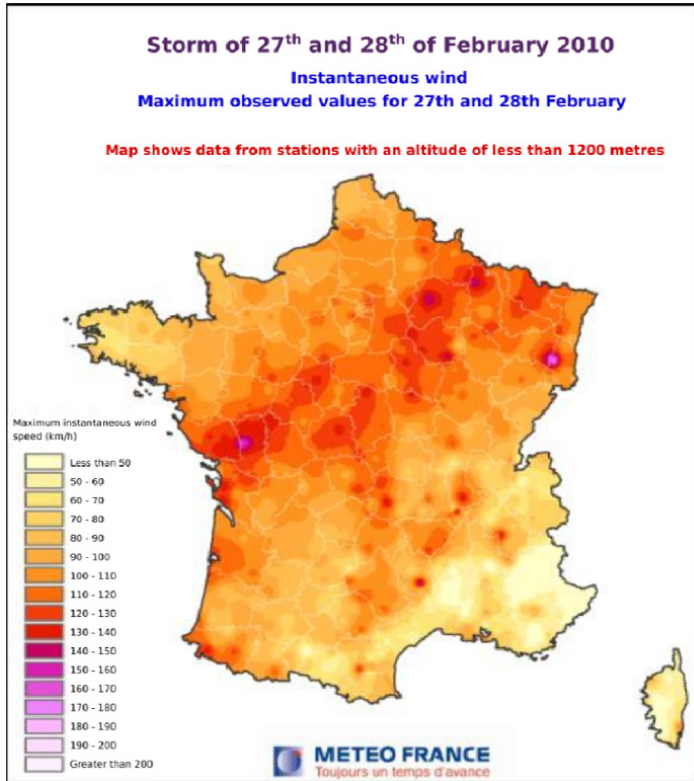 Storm of 27th and 28th of February 2010
Instantaneous wind
Maximum observed values for 27th and 28th February
Map shows data from stations with an altitude of less than 1200 metres
Maximum instantaneous wind
speed (km/h)
Less than 50
50 - 60
60 - 70
70 - 80
80 - 90
90 - 100
100 - 110
110 - 120
120 - 130
130 - 140
140 - 150
150 - 160
160 - 170
170 - 180
180 - 190
190 - 200
Greater than 200
METEO FRANCE
Toujours un temps d'avance